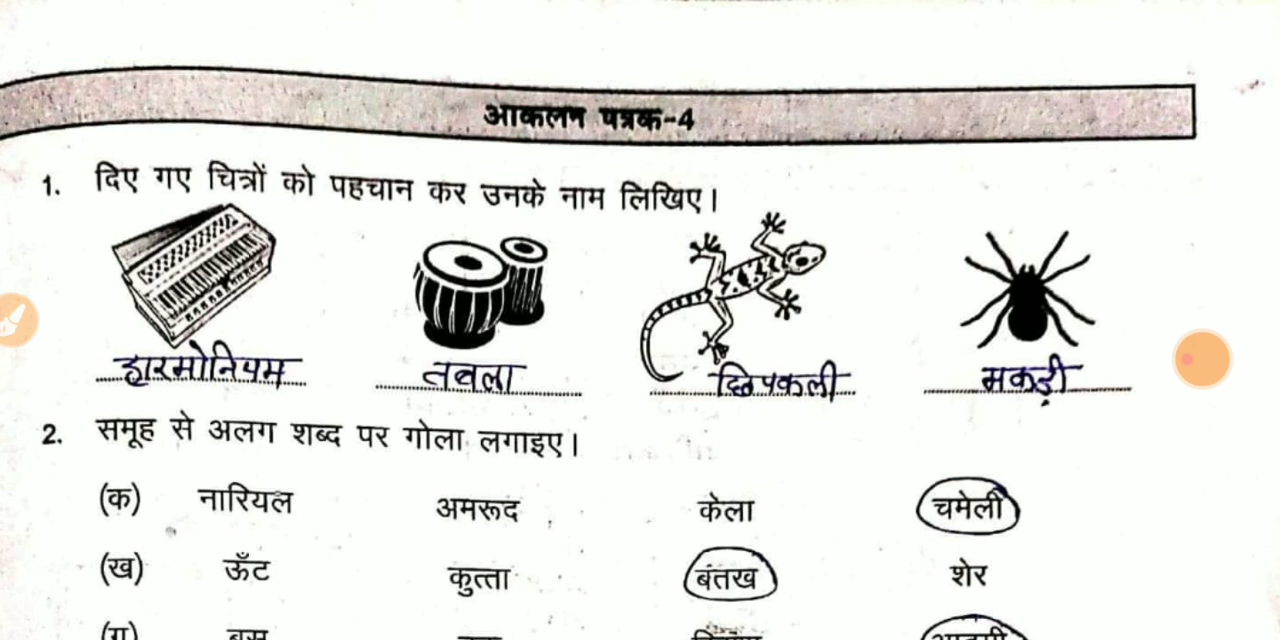 आकलन पत्रक-4
1. दिए गए चित्रों को पहचान कर उनके नाम लिखिए।
हारमोनियम तबला छिपकली मकड़ी
2. समूह से अलग शब्द पर गोला लगाइए।
(क) नारियल अमरूद केला चमेली
(ख) ऊँट कुत्ता बतख शेर
(ग) बस